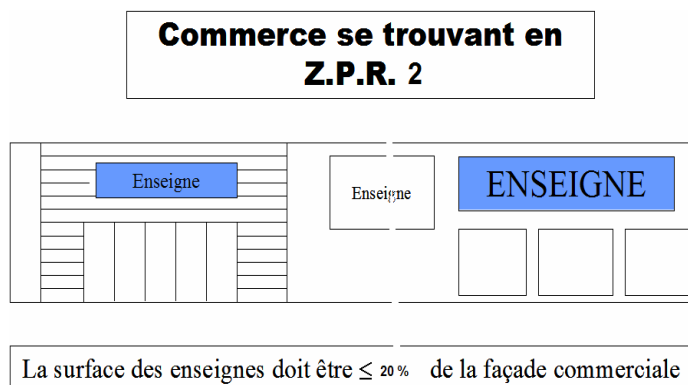 Commerce se trouvant en
Z.P.R. 2
Enseigne
Enseigne
ENSEIGNE
La surface des enseignes doit être ≤ 20 % de la façade commerciale